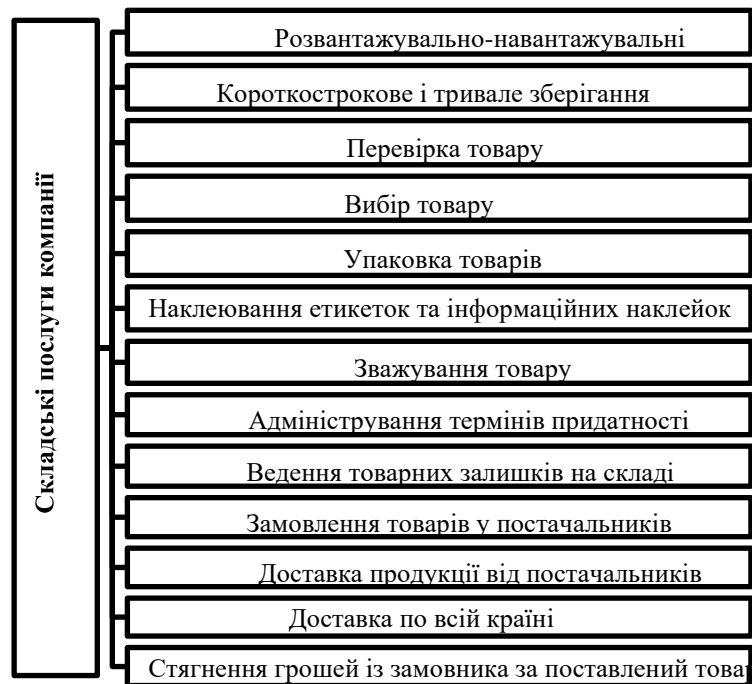 Складські послуги компанії
Розвантажувально-навантажувальні
Короткострокове і тривале зберігання
Перевірка товару
Вибір товару
Упаковка товарів
Наклеювання етикеток та інформаційних наклейок
Зважування товару
Адміністрування термінів придатності
Ведення товарних залишків на складі
Замовлення товарів у постачальників
Доставка продукції від постачальників
Доставка по всій країні
Стягнення грошей із замовника за поставлений товар